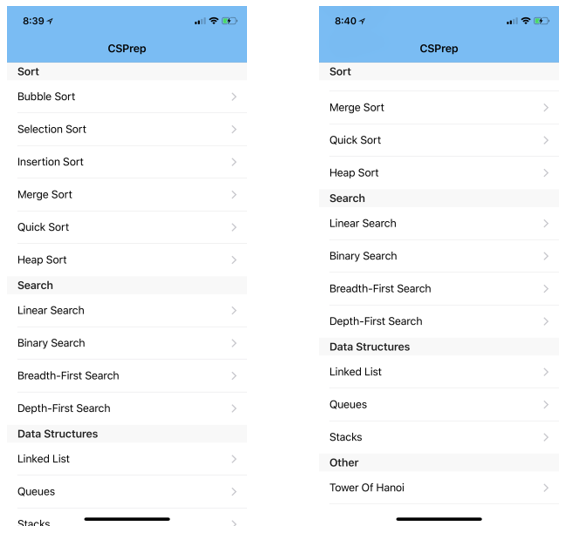 8:39
CSPrep
Sort
Bubble Sort
Selection Sort
Insertion Sort
Merge Sort
Quick Sort
Heap Sort
Search
Linear Search
Binary Search
Breadth-First Search
Depth-First Search
Data Structures
Linked List
Queues
Stacks
8:40
CSPrep
Sort
Merge Sort
Quick Sort
Heap Sort
Search
Linear Search
Binary Search
Breadth-First Search
Depth-First Search
Data Structures
Linked List
Queues
Stacks
Other
Tower Of Hanoi